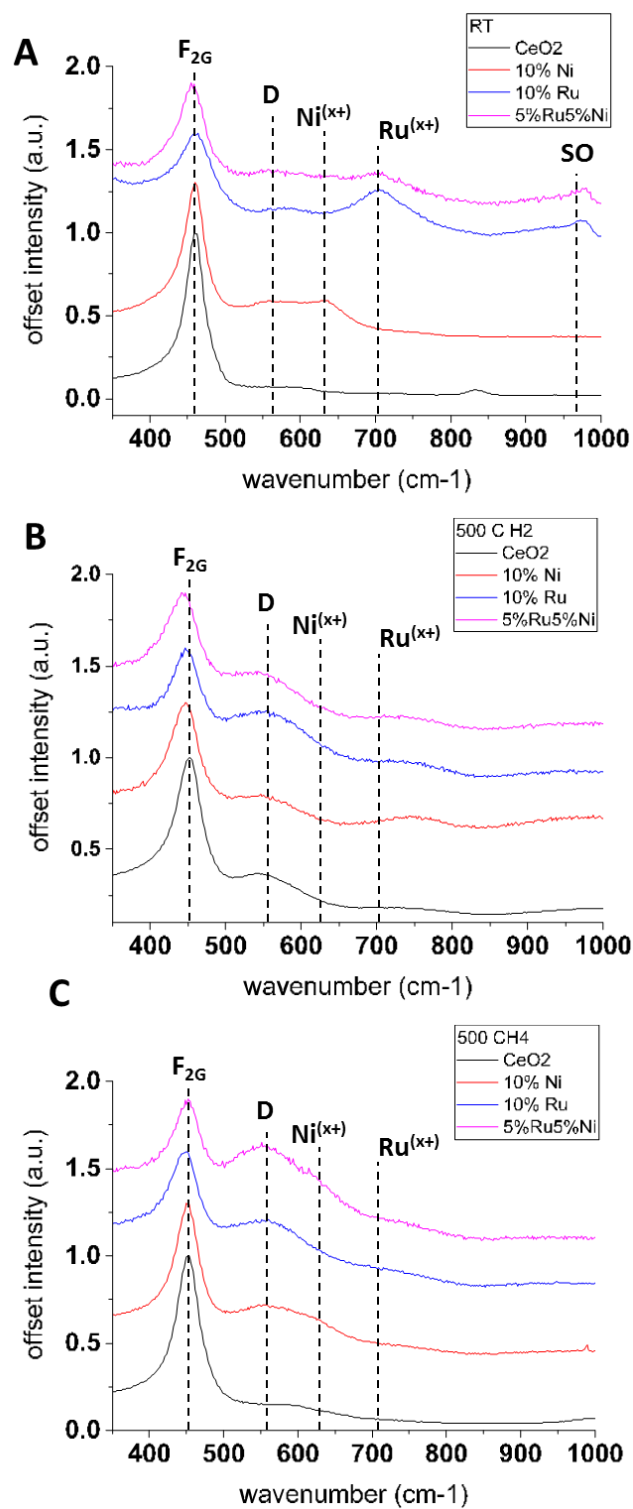 A
F2G
D
Ni(x+)
Ru(x+)
SO
RT
CeO2
10% Ni
10% Ru
5%Ru5%Ni
offset intensity (a.u.)
2.0
1.5
1.0
0.5
0.0
400 500 600 700 800 900 1000
wavenumber (cm-1)
B
F2G
D
Ni(x+)
Ru(x+)
500 C H2
CeO2
10% Ni
10% Ru
5%Ru5%Ni
offset intensity (a.u.)
2.0
1.5
1.0
0.5
400 500 600 700 800 900 1000
wavenumber (cm-1)
C
F2G
D
Ni(x+)
Ru(x+)
500 CH4
CeO2
10% Ni
10% Ru
5%Ru5%Ni
offset intensity (a.u.)
2.0
1.5
1.0
0.5
0.0
400 500 600 700 800 900 1000
wavenumber (cm-1)